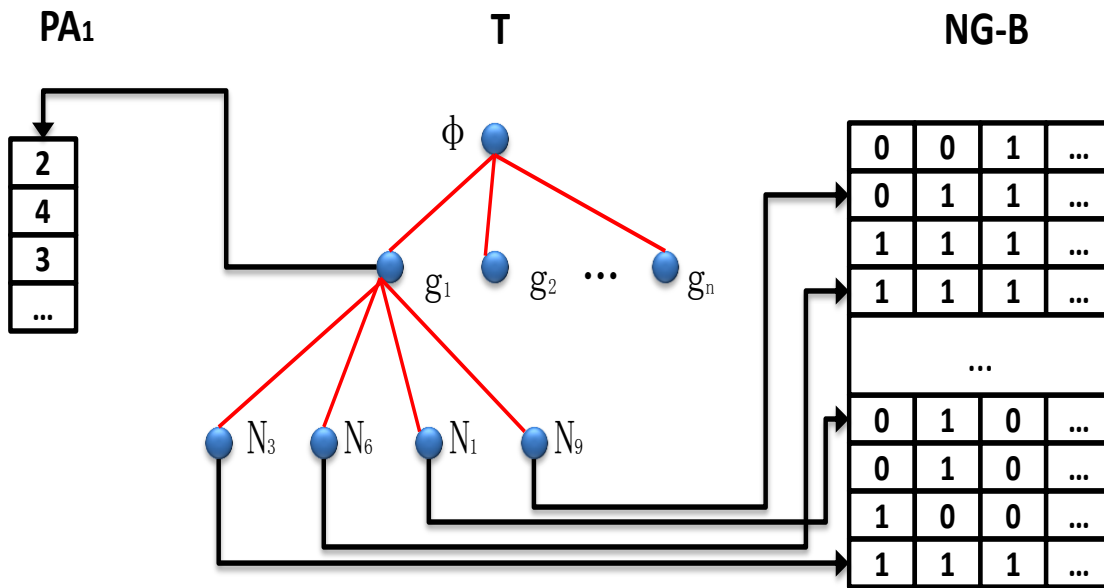 PA₁ T NG-B
2
4
3
...
φ
g₁ g₂ ... gₙ
N₃ N₆ N₁ N₉
0 0 1 ...
0 1 1 ...
1 1 1 ...
1 1 1 ...
...
0 1 0 ...
0 1 0 ...
1 0 0 ...
1 1 1 ...